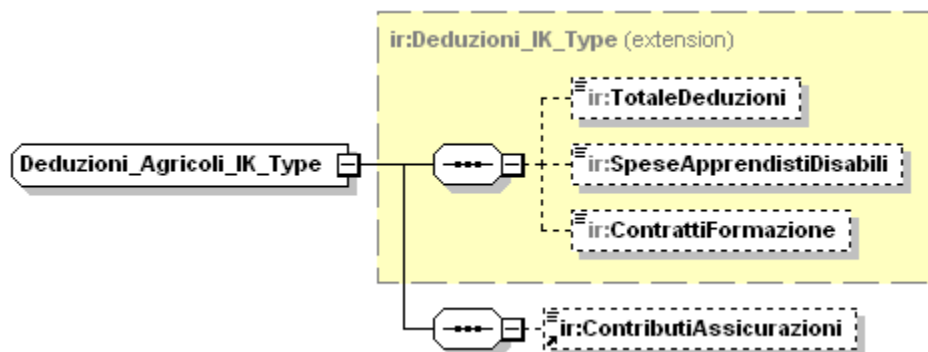 ir:Deduzioni_IK_Type (extension)
ir:TotaleDeduzioni
Deduzioni_Agricoli_IK_Type
ir:SpeseApprendistiDisabili
ir:ContrattiFormazione
ir:ContributiAssicurazioni